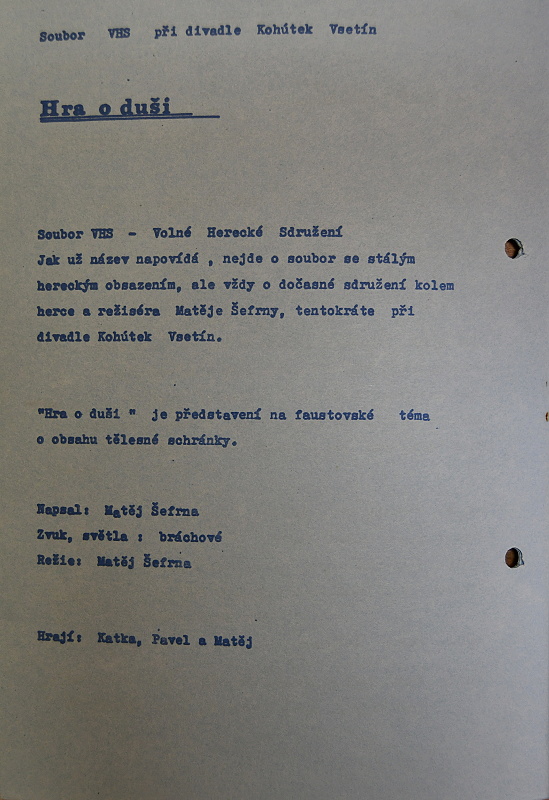 Soubor VHS při divadle Kohútek Vsetín
Hra o duši
Soubor VHS - Volné Herecké Sdružení
Jak už název napovídá , nejde o soubor se stálým
hereckým obsazením, ale vždy o dočasné sdružení kolem
herce a režiséra Matěje Šefrny, tentokráte při
divadle Kohútek Vsetín.
"Hra o duši " je představení na faustovské téma
o obsahu tělesné schránky.
Napsal: Matěj Šefrna
Zvuk, světla : bráchové
Režie: Matěj Šefrna
Hrají: Katka, Pavel a Matěj